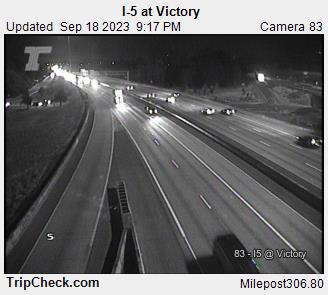 I-5 at Victory
Updated Sep 18 2023 9:17 PM Camera 83
T
S
83 - I5 @ Victory
TripCheck.com Milepost306.80